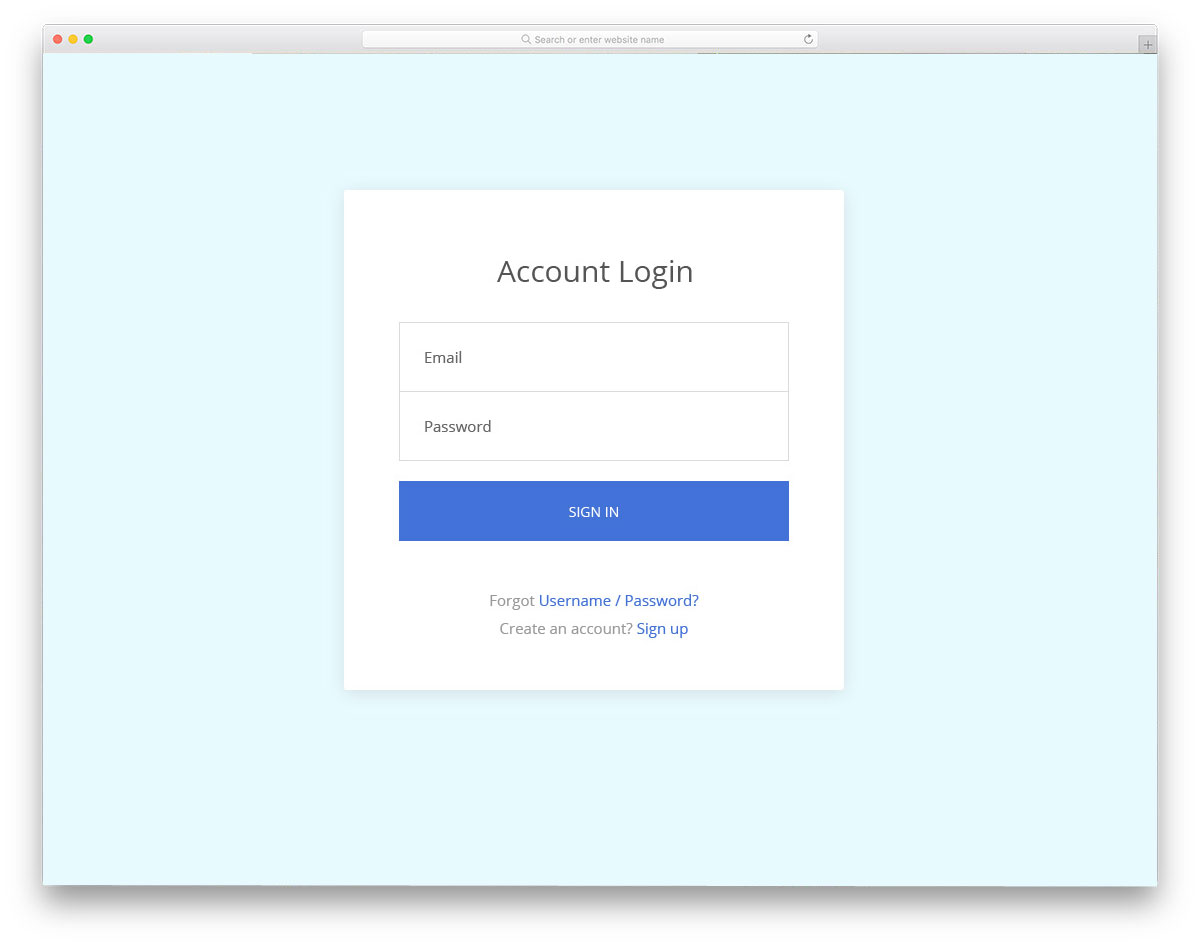 Search or enter website name
Account Login
Email
Password
SIGN IN
Forgot Username / Password?
Create an account? Sign up